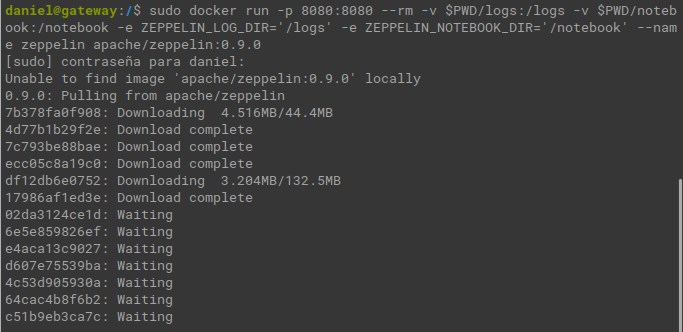 daniel@gateway:/$ sudo docker run -p 8080:8080 --rm -v $PWD/logs:/logs -v $PWD/noteb
ook:/notebook -e ZEPPELIN_LOG_DIR='/logs' -e ZEPPELIN_NOTEBOOK_DIR='/notebook' --nam
e zeppelin apache/zeppelin:0.9.0
[sudo] contraseña para daniel:
Unable to find image 'apache/zeppelin:0.9.0' locally
0.9.0: Pulling from apache/zeppelin
7b378fa0f908: Downloading  4.516MB/44.4MB
4d77b1b29f2e: Download complete
7c793be88bae: Download complete
ecc05c8a19c0: Download complete
df12db6e0752: Downloading  3.204MB/132.5MB
17986af1ed3e: Download complete
02da3124ce1d: Waiting
6e5e859826ef: Waiting
e4aca13c9027: Waiting
d607e75539ba: Waiting
4c53d905930a: Waiting
64cac4b8f6b2: Waiting
c51b9eb3ca7c: Waiting